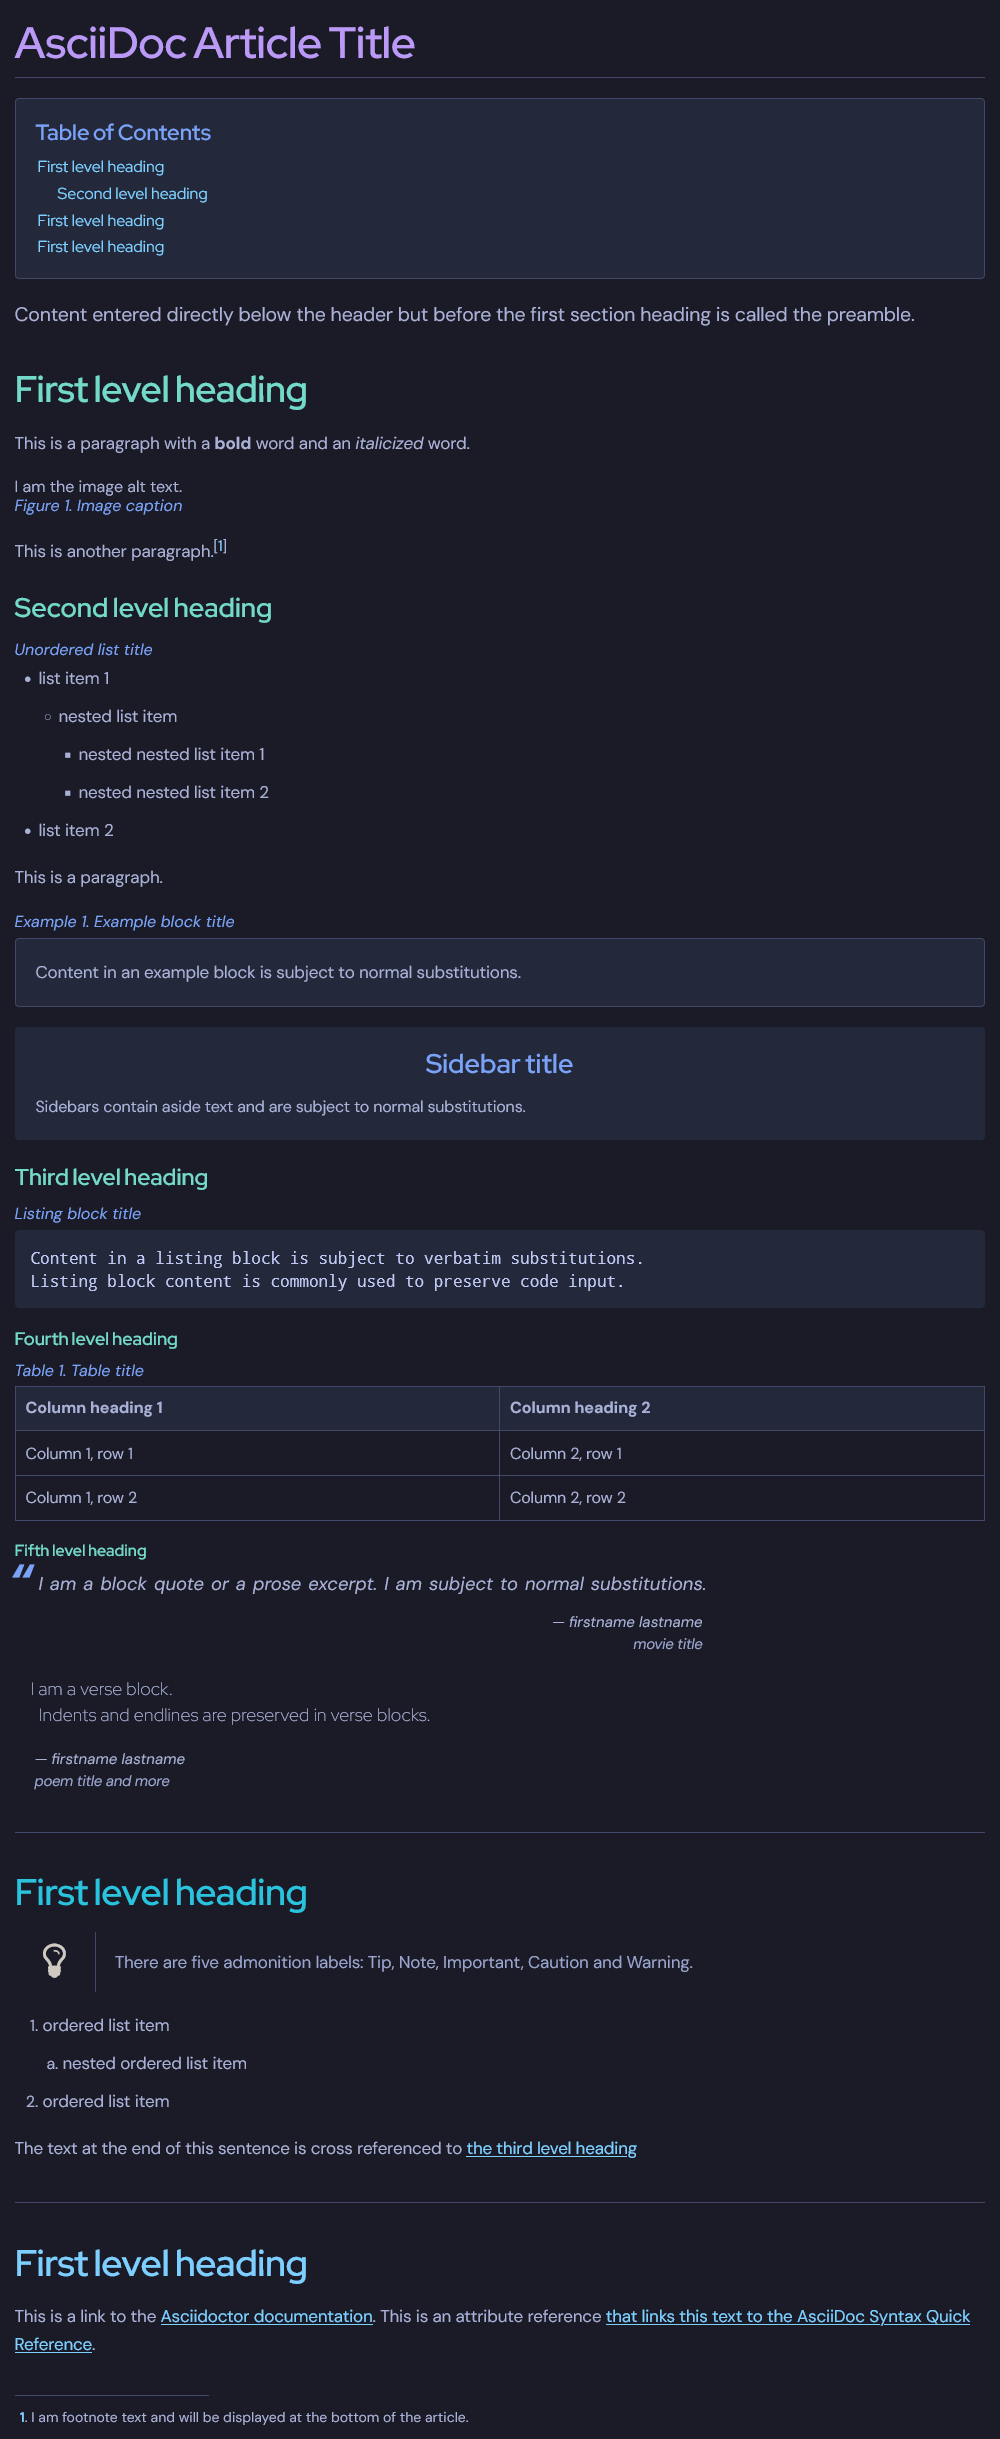 AsciiDoc Article Title
Table of Contents
First level heading
Second level heading
First level heading
First level heading
Content entered directly below the header but before the first section heading is called the preamble.
First level heading
This is a paragraph with a bold word and an italicized word.
I am the image alt text.
Figure 1. Image caption
This is another paragraph.[1]
Second level heading
Unordered list title
• list item 1
◦ nested list item
▪ nested nested list item 1
▪ nested nested list item 2
• list item 2
This is a paragraph.
Example 1. Example block title
Content in an example block is subject to normal substitutions.
Sidebar title
Sidebars contain aside text and are subject to normal substitutions.
Third level heading
Listing block title
Content in a listing block is subject to verbatim substitutions.
Listing block content is commonly used to preserve code input.
Fourth level heading
Table 1. Table title
Column heading 1 Column heading 2
Column 1, row 1 Column 2, row 1
Column 1, row 2 Column 2, row 2
Fifth level heading
“ I am a block quote or a prose excerpt. I am subject to normal substitutions.
— firstname lastname
movie title
I am a verse block.
Indents and endlines are preserved in verse blocks.
— firstname lastname
poem title and more
First level heading
There are five admonition labels: Tip, Note, Important, Caution and Warning.
1. ordered list item
a. nested ordered list item
2. ordered list item
The text at the end of this sentence is cross referenced to the third level heading
First level heading
This is a link to the Asciidoctor documentation. This is an attribute reference that links this text to the AsciiDoc Syntax Quick
Reference.
1. I am footnote text and will be displayed at the bottom of the article.